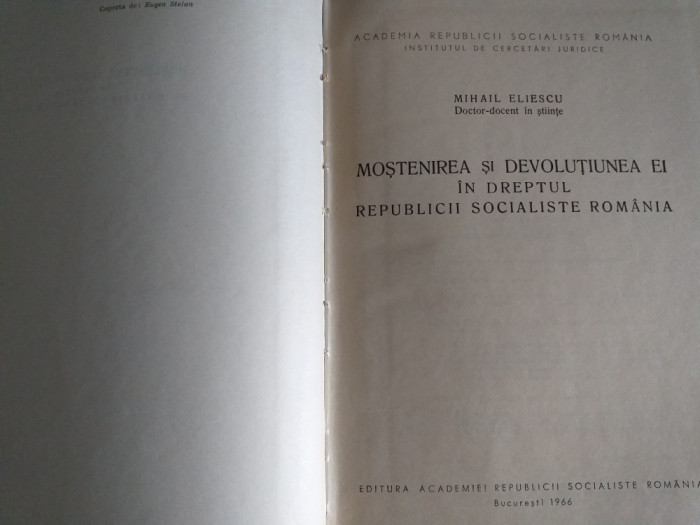 Coperta de: Eugen Stoian
ACADEMIA REPUBLICII SOCIALISTE ROMÂNIA
INSTITUTUL DE CERCETĂRI JURIDICE
MIHAIL ELIESCU
Doctor-docent în științe
MOȘTENIREA ȘI DEVOLUȚIUNEA EI
ÎN DREPTUL
REPUBLICII SOCIALISTE ROMÂNIA
EDITURA ACADEMIEI REPUBLICII SOCIALISTE ROMÂNIA
București 1966